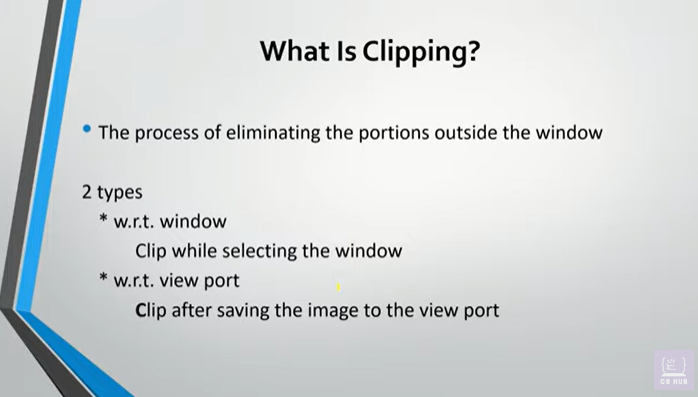 What Is Clipping?
• The process of eliminating the portions outside the window
2 types
* w.r.t. window
Clip while selecting the window
* w.r.t. view port
Clip after saving the image to the view port
CS HUB